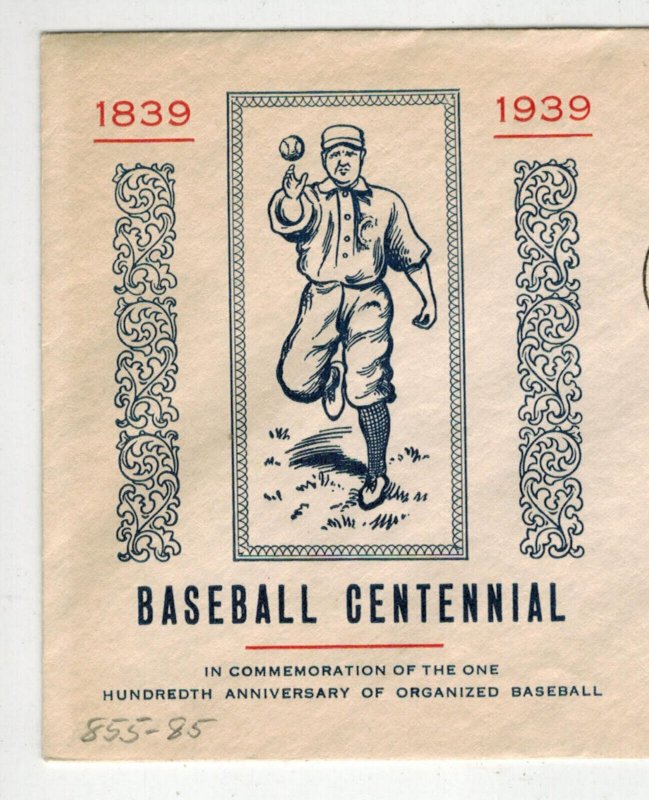 1839
1939
BASEBALL CENTENNIAL
IN COMMEMORATION OF THE ONE
HUNDREDTH ANNIVERSARY OF ORGANIZED BASEBALL
855-85